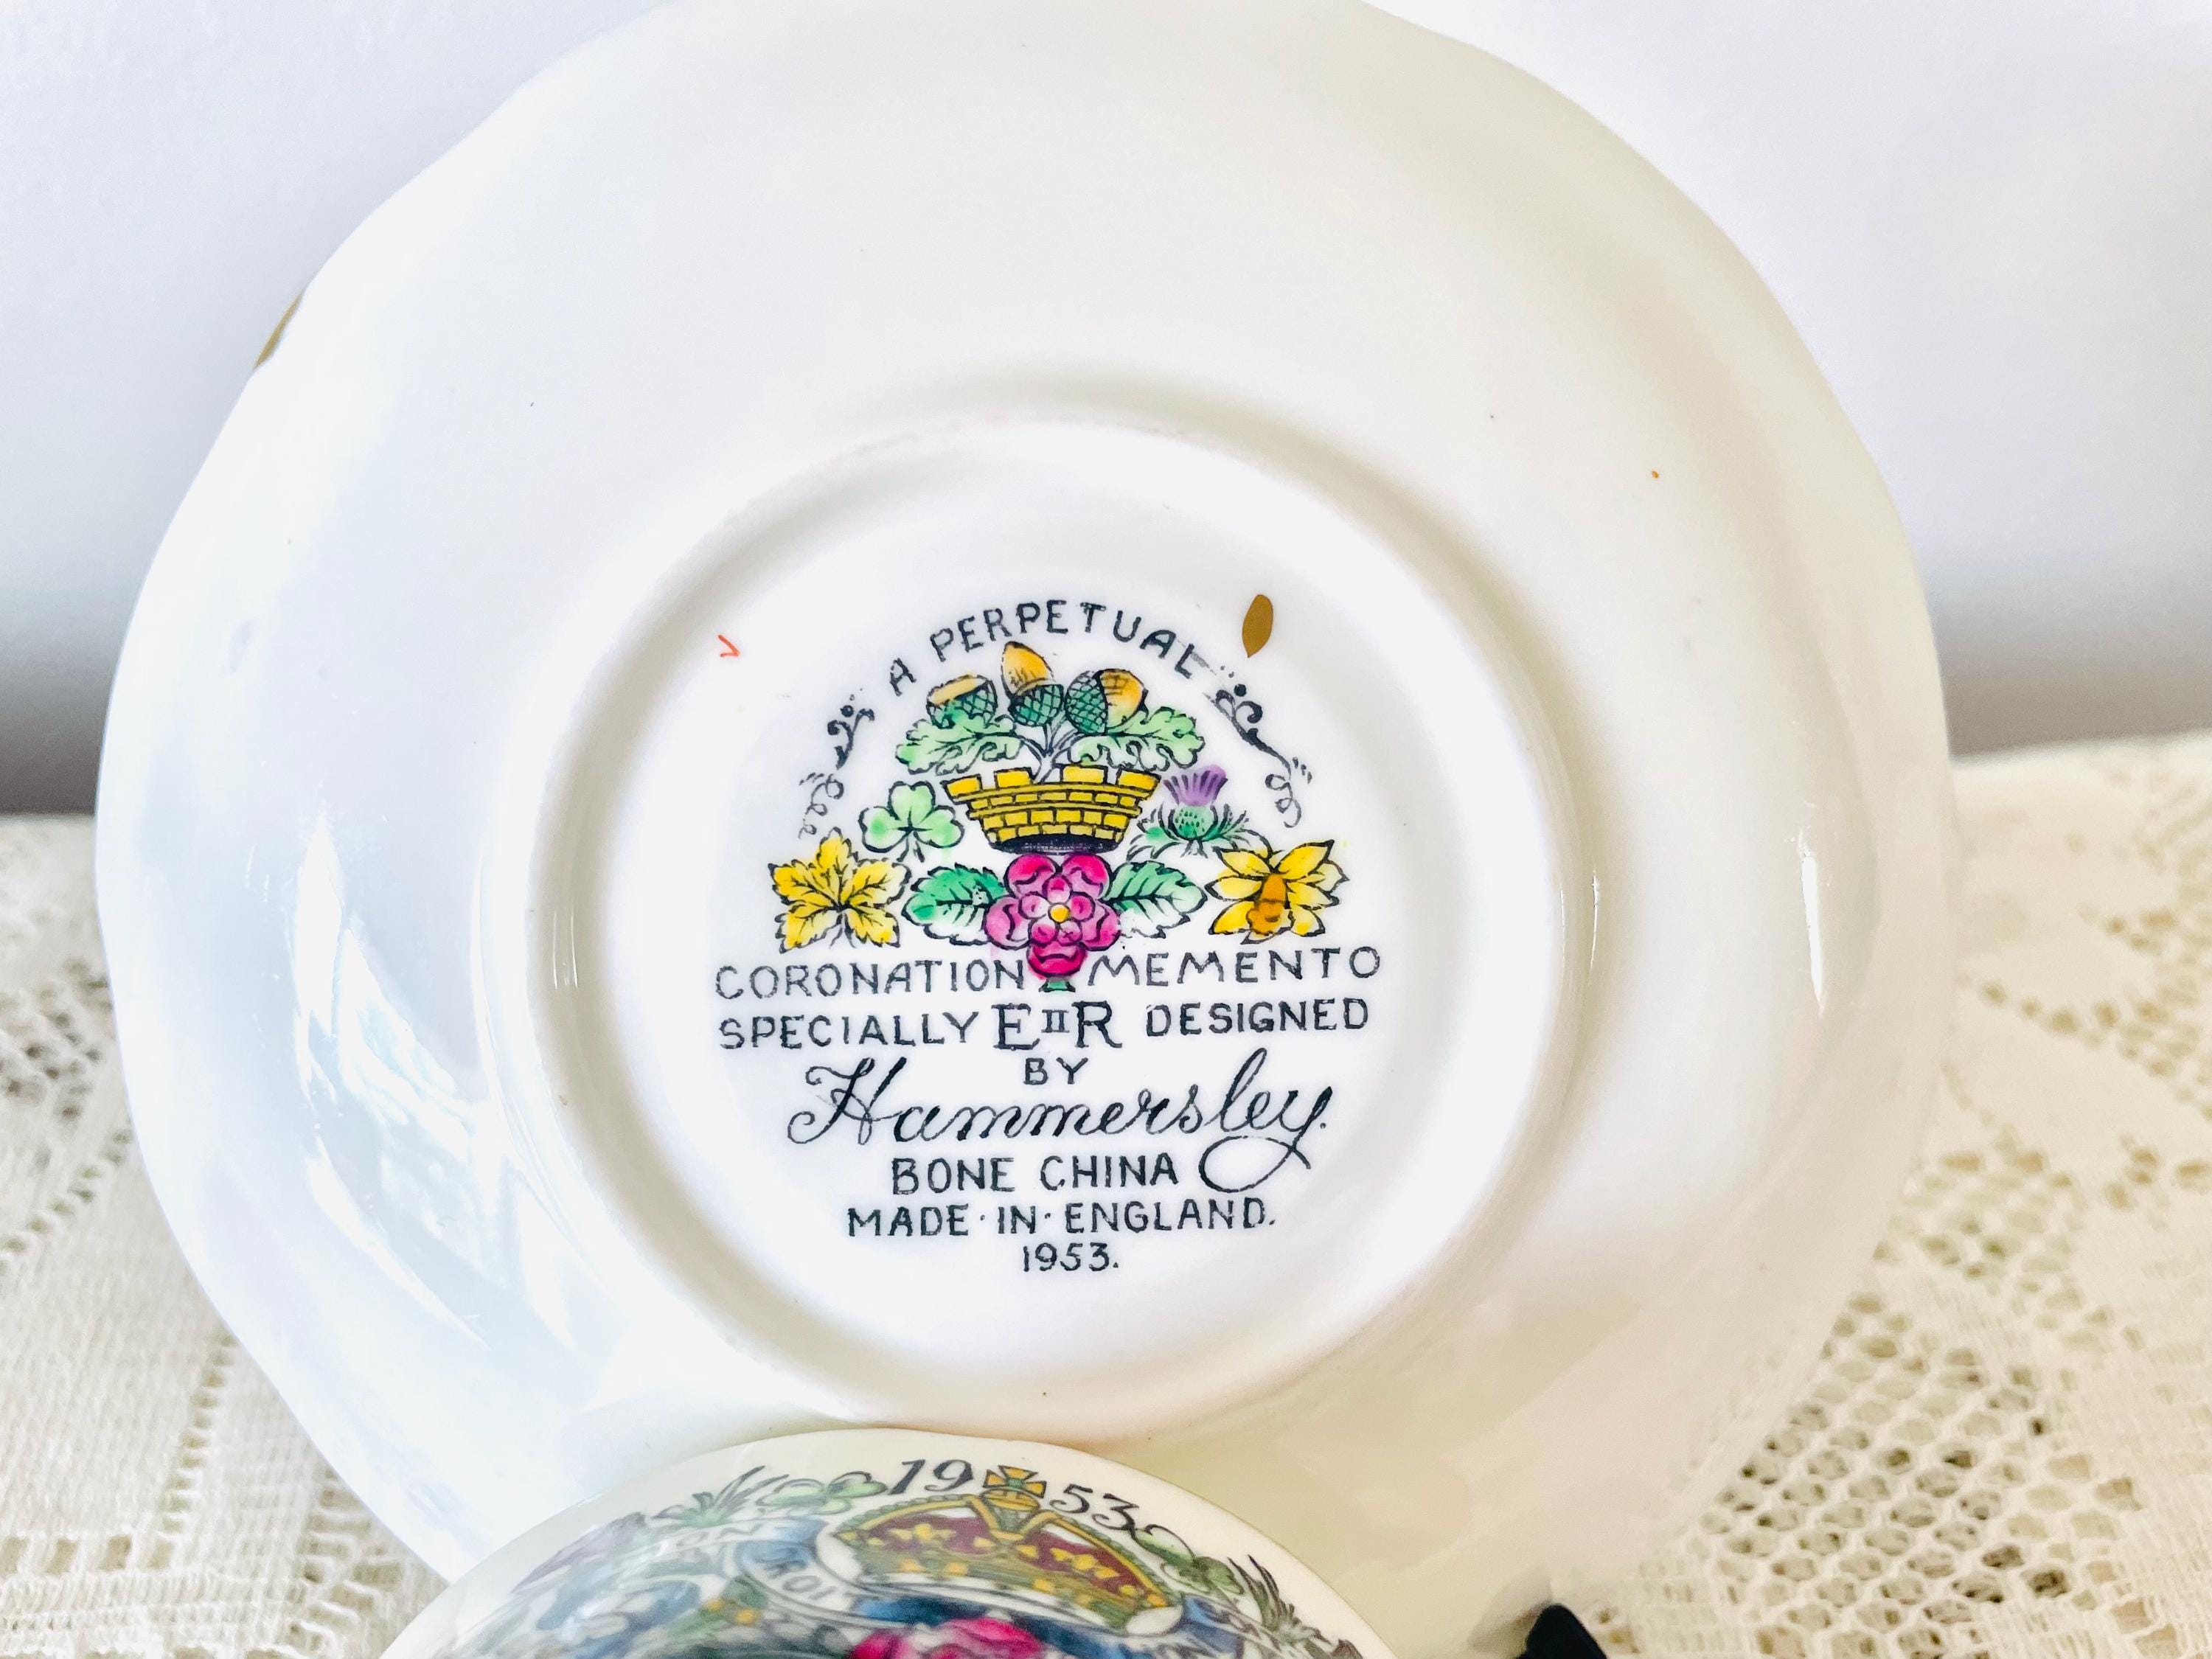 A PERPETUAL
CORONATION MEMENTO
SPECIALLY EIIR DESIGNED
BY
Hammersley.
BONE CHINA
MADE·IN·ENGLAND.
1953.
1953